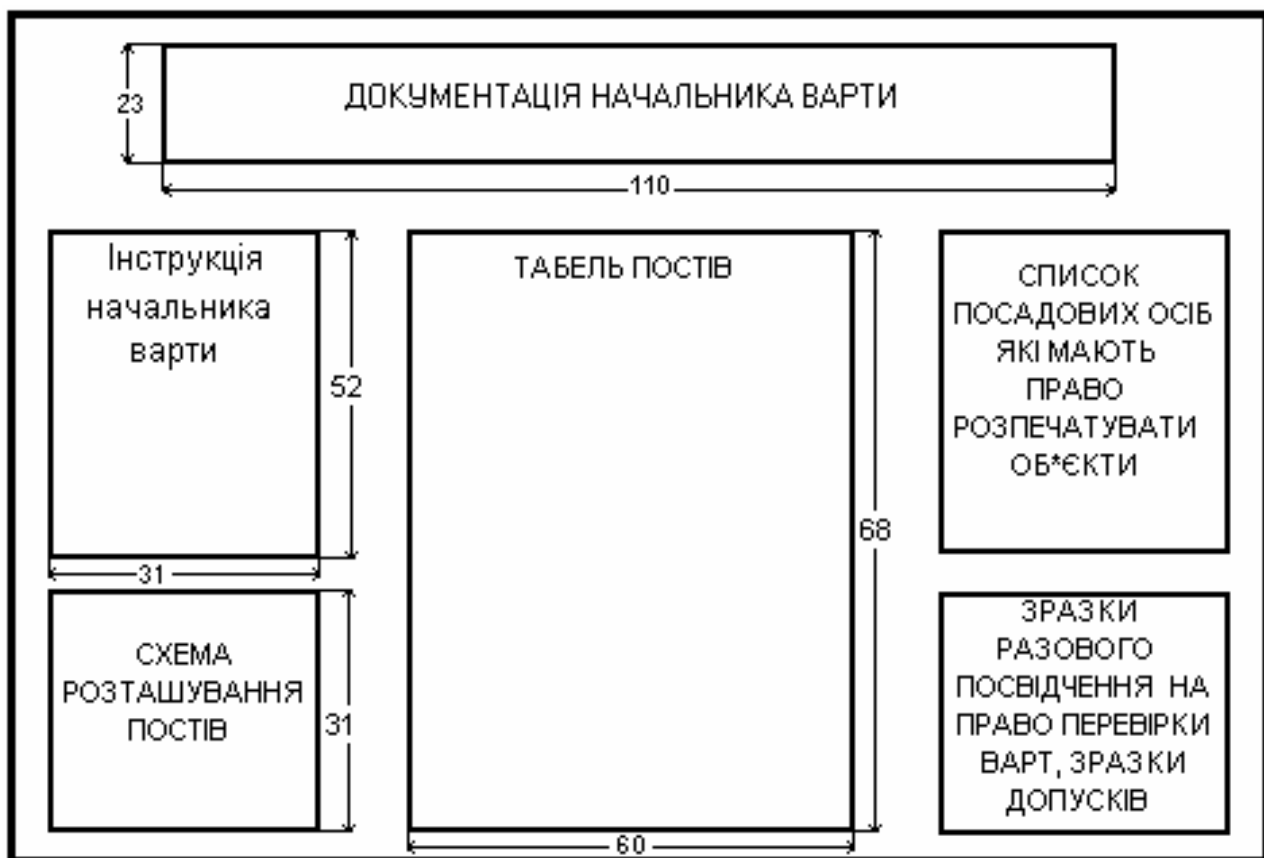 ДОКУМЕНТАЦІЯ НАЧАЛЬНИКА ВАРТИ
23
110
Інструкція
начальника
варти
52
31
СХЕМА
РОЗТАШУВАННЯ
ПОСТІВ
31
ТАБЕЛЬ ПОСТІВ
68
60
СПИСОК
ПОСАДОВИХ ОСІБ
ЯКІ МАЮТЬ
ПРАВО
РОЗПЕЧАТУВАТИ
ОБ*ЄКТИ
ЗРАЗКИ
РАЗОВОГО
ПОСВІДЧЕННЯ НА
ПРАВО ПЕРЕВІРКИ
ВАРТ, ЗРАЗКИ
ДОПУСКІВ